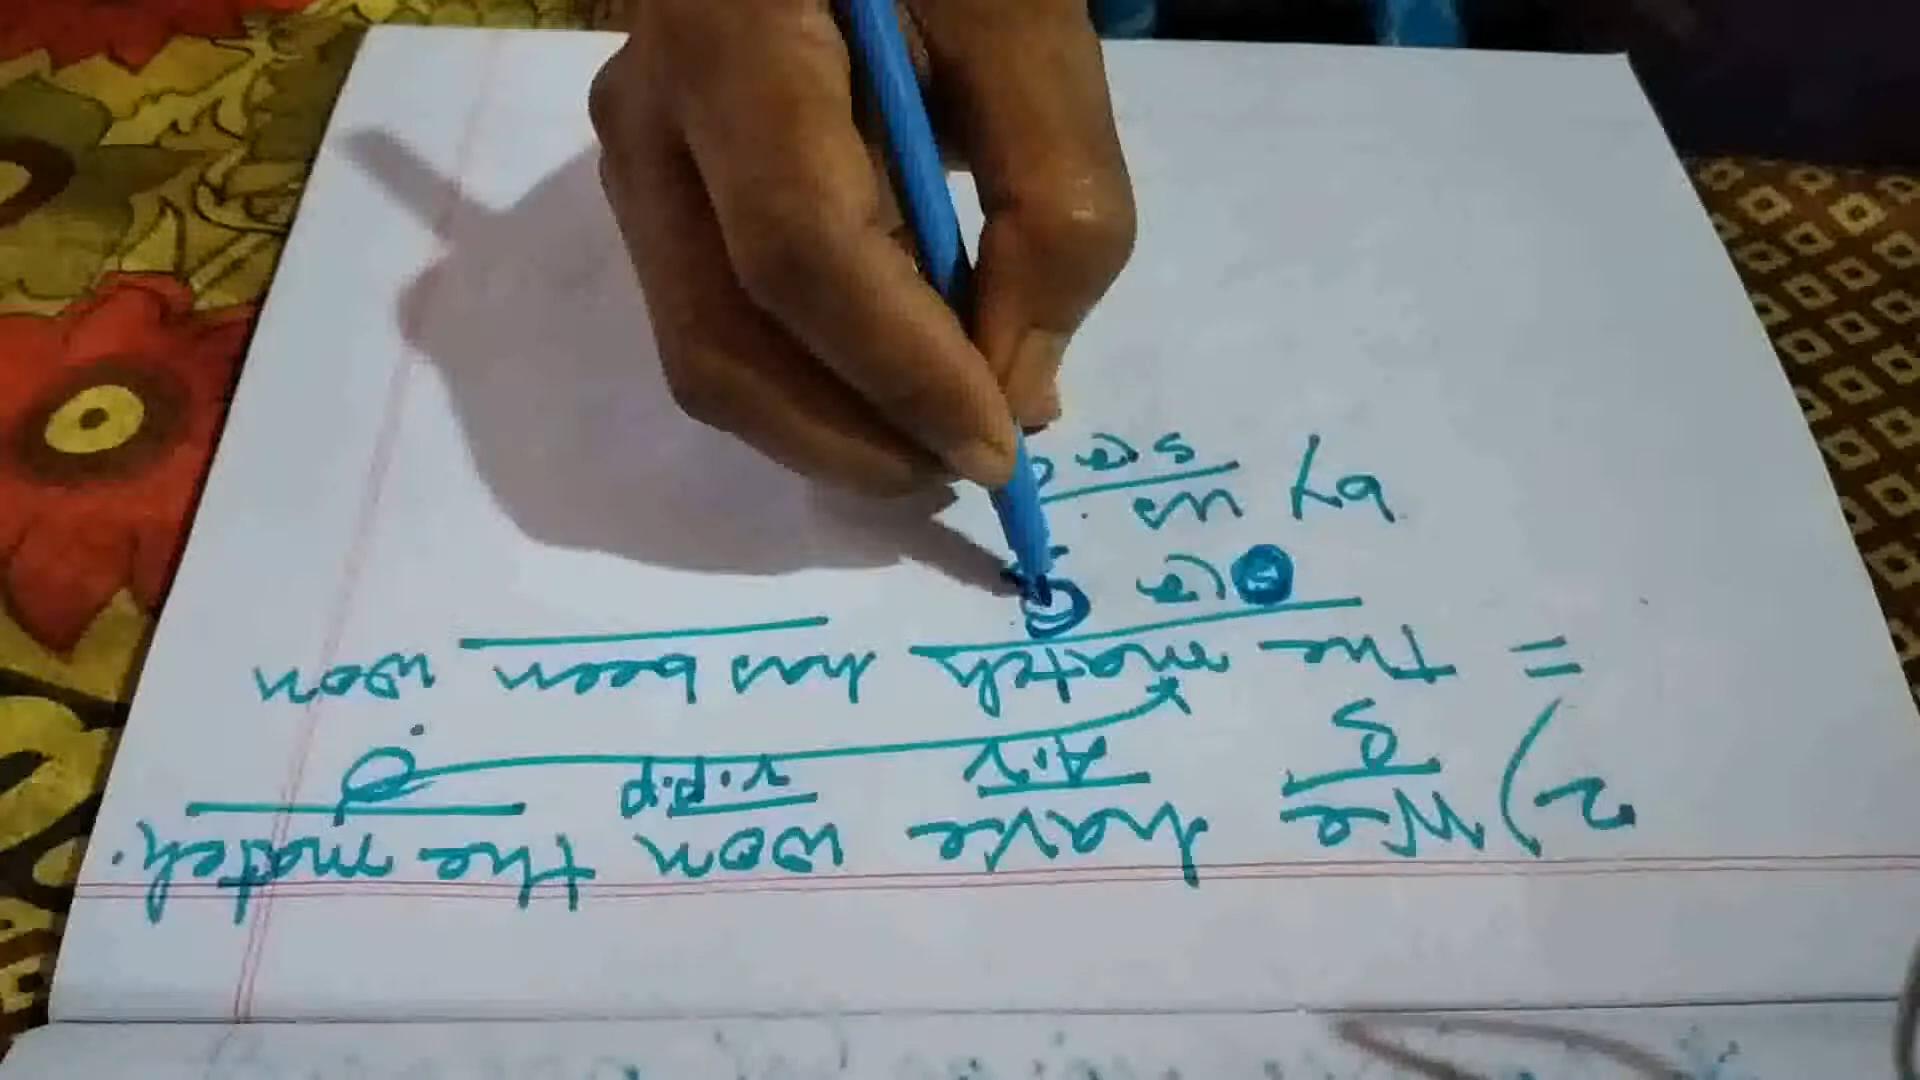 2) We have won the match.
S A.V V.P.P O
= The match has been won
by us